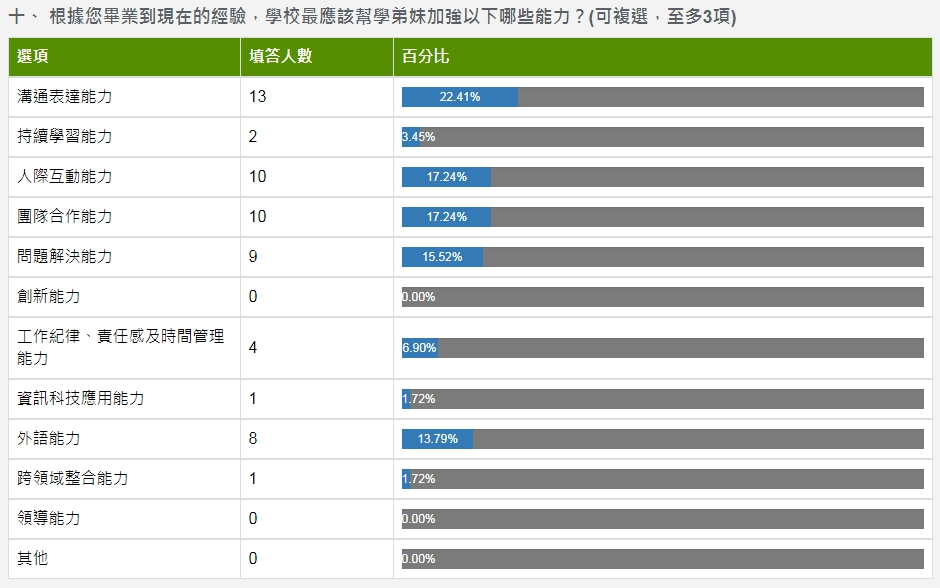 十、 根據您畢業到現在的經驗，學校最應該幫學弟妹加強以下哪些能力？(可複選，至多3項)
選項 填答人數 百分比
溝通表達能力 13 22.41%
持續學習能力 2 3.45%
人際互動能力 10 17.24%
團隊合作能力 10 17.24%
問題解決能力 9 15.52%
創新能力 0 0.00%
工作紀律、責任感及時間管理
能力 4 6.90%
資訊科技應用能力 1 1.72%
外語能力 8 13.79%
跨領域整合能力 1 1.72%
領導能力 0 0.00%
其他 0 0.00%